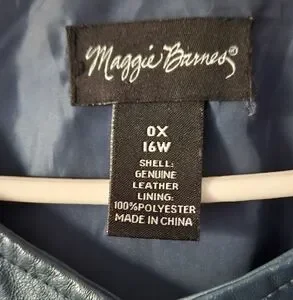 Maggie Barnes®
0X
16W
SHELL:
GENUINE
LEATHER
LINING:
100%POLYESTER
MADE IN CHINA